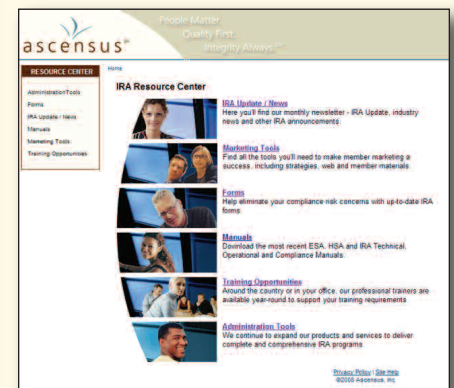 People Matter.
Quality First.
Integrity Always.℠
ascensus℠
RESOURCE CENTER
AdministrationTools
Forms
IRA Update / News
Manuals
Marketing Tools
Training Opportunities
Home
IRA Resource Center
IRA Update / News
Here you'll find our monthly newsletter - IRA Update, industry
news and other IRA announcements.
Marketing Tools
Find all the tools you'll need to make member marketing a
success, including strategies, web and member materials
Forms
Help eliminate your compliance risk concerns with up-to-date IRA
forms
Manuals
Download the most recent ESA, HSA and IRA Technical,
Operational and Compliance Manuals.
Training Opportunities
Around the country or in your office, our professional trainers are
available year-round to support your training requirements
Administration Tools
We continue to expand our products and services to deliver
complete and comprehensive IRA programs
Privacy Policy | Site Help
©2008 Ascensus, Inc.